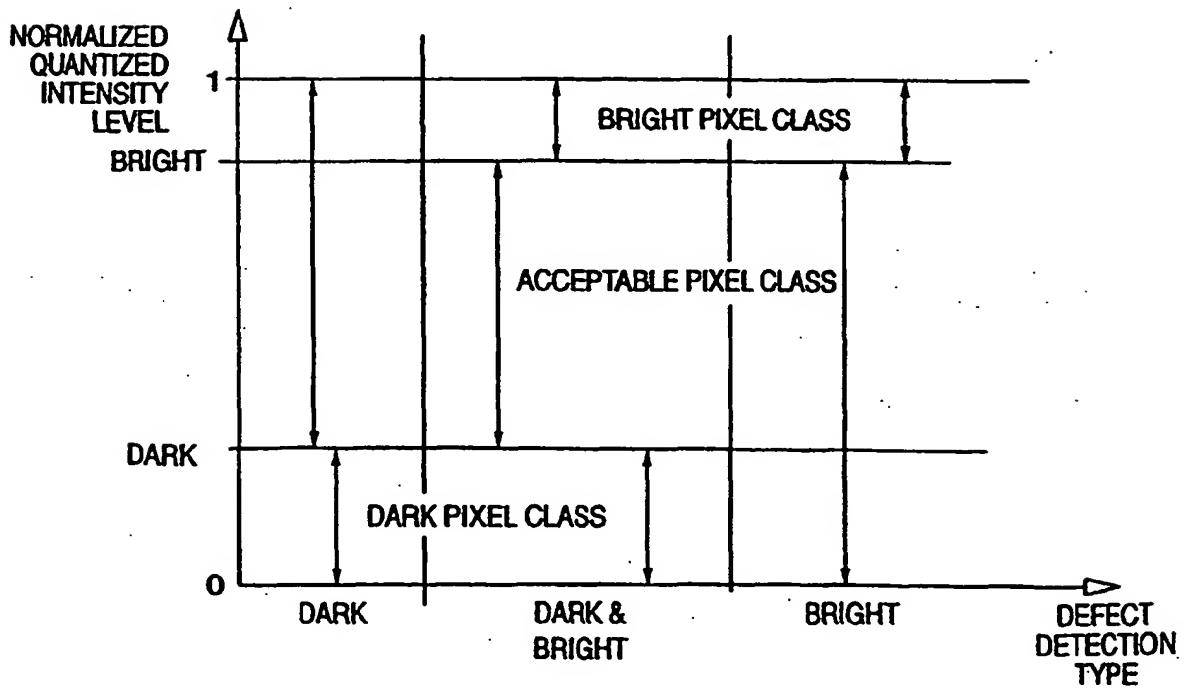 NORMALIZED
QUANTIZED
INTENSITY
LEVEL
1
BRIGHT PIXEL CLASS
BRIGHT
ACCEPTABLE PIXEL CLASS
DARK
DARK PIXEL CLASS
0
DARK
DARK &
BRIGHT
BRIGHT
DEFECT
DETECTION
TYPE